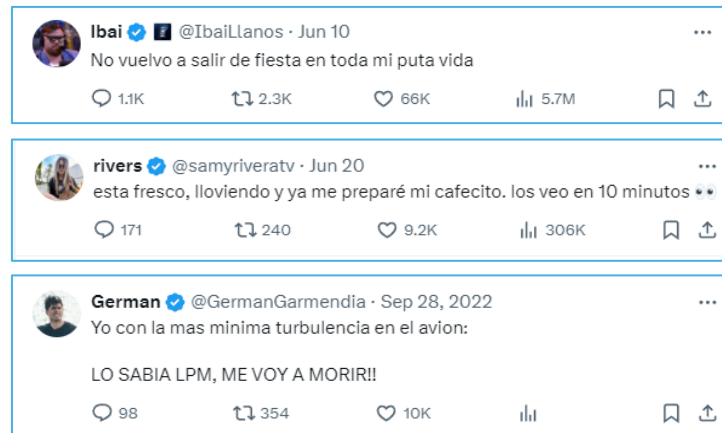 Ibai @IbaiLlanos · Jun 10
No vuelvo a salir de fiesta en toda mi puta vida
1.1K 2.3K 66K 5.7M
rivers @samyriveratv · Jun 20
esta fresco, lloviendo y ya me preparé mi cafecito. los veo en 10 minutos 👀
171 240 9.2K 306K
German @GermanGarmendia · Sep 28, 2022
Yo con la mas minima turbulencia en el avion:
LO SABIA LPM, ME VOY A MORIR!!
98 354 10K